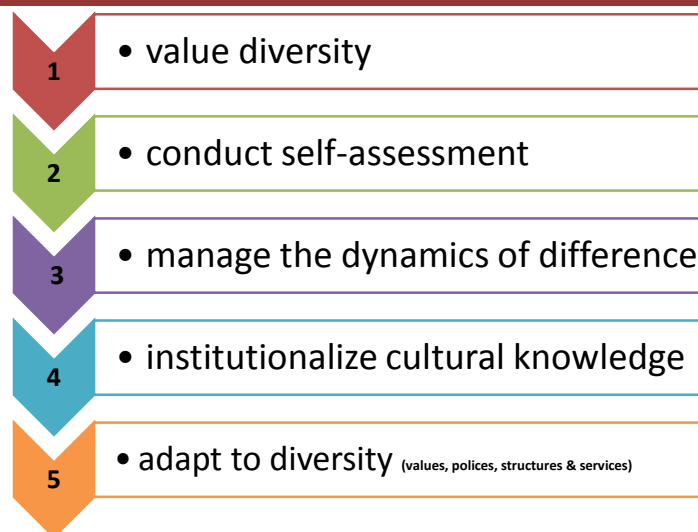 1 • value diversity
2 • conduct self-assessment
3 • manage the dynamics of difference
4 • institutionalize cultural knowledge
5 • adapt to diversity (values, polices, structures & services)